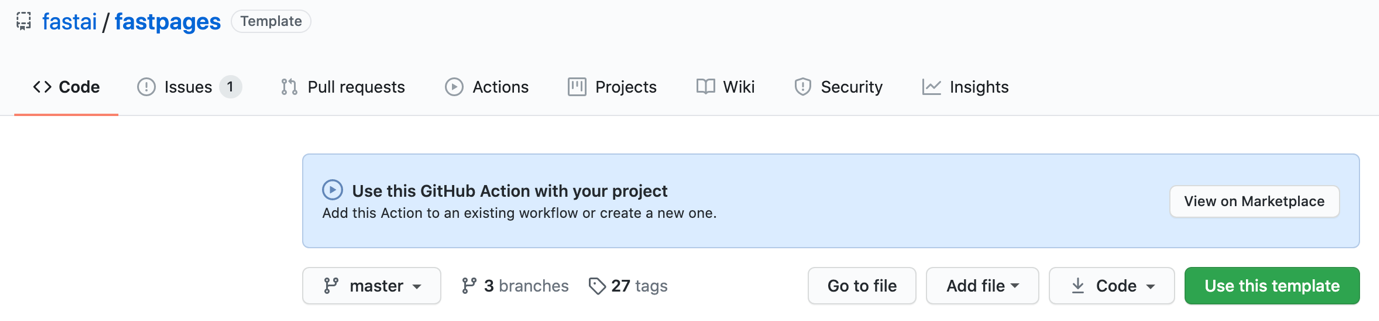 fastai / fastpages Template
Code Issues 1 Pull requests Actions Projects Wiki Security Insights
Use this GitHub Action with your project
Add this Action to an existing workflow or create a new one.
View on Marketplace
master 3 branches 27 tags Go to file Add file Code Use this template